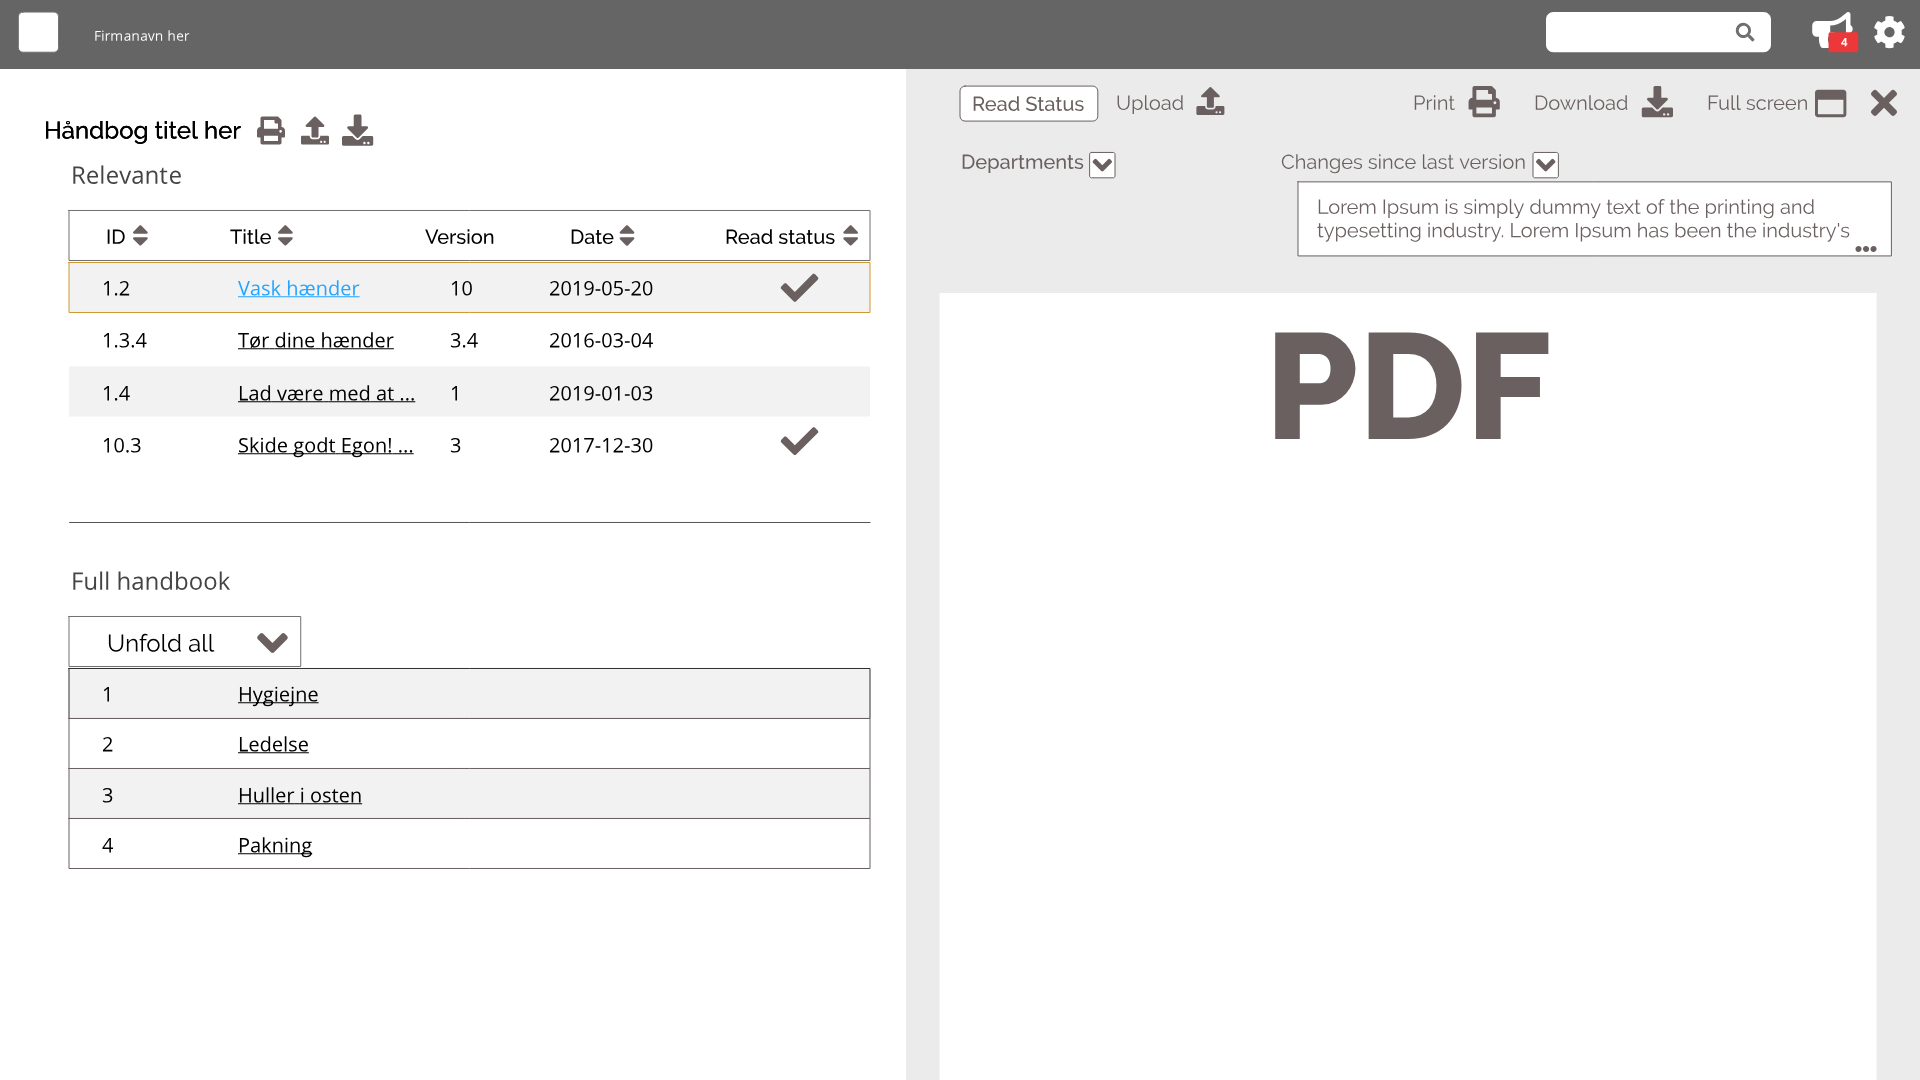 Firmanavn her
4
Håndbog titel her
Relevante
ID Title Version Date Read status
1.2 Vask hænder 10 2019-05-20
1.3.4 Tør dine hænder 3.4 2016-03-04
1.4 Lad være med at ... 1 2019-01-03
10.3 Skide godt Egon! ... 3 2017-12-30
Full handbook
Unfold all
1 Hygiejne
2 Ledelse
3 Huller i osten
4 Pakning
Read Status Upload Print Download Full screen
Departments Changes since last version
Lorem Ipsum is simply dummy text of the printing and
typesetting industry. Lorem Ipsum has been the industry's
...
PDF